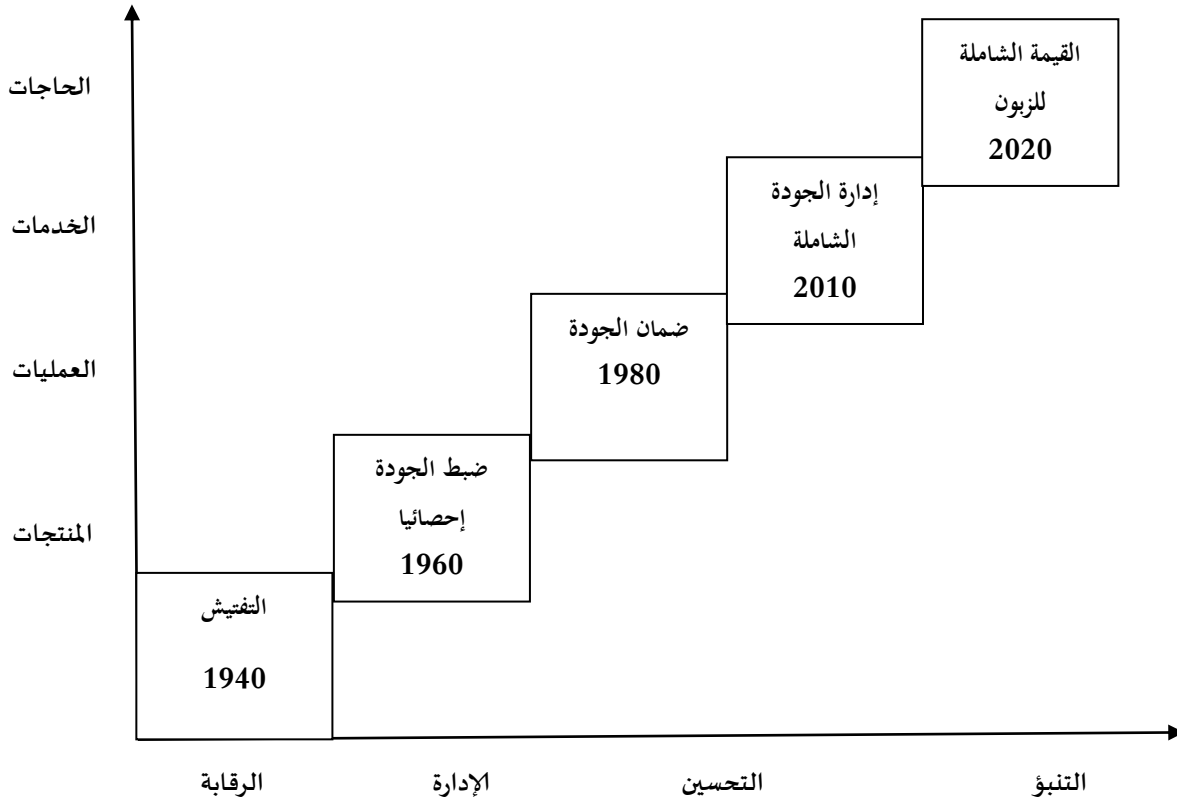 القيمة الشاملة
للزبون
2020
الحاجات
إدارة الجودة
الشاملة
2010
الخدمات
ضمان الجودة
1980
العمليات
ضبط الجودة
إحصائيا
1960
المنتجات
التفتيش
1940
الرقابة
الإدارة
التحسين
التنبؤ